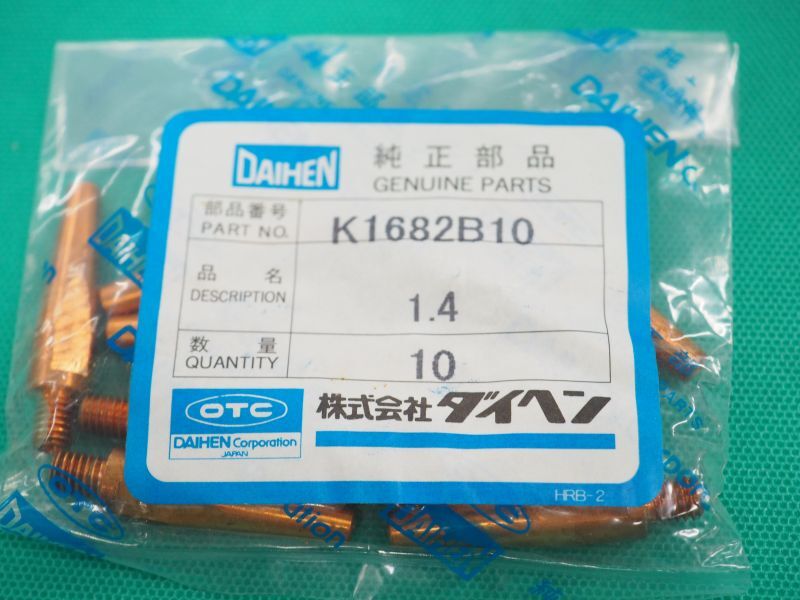 DAIHEN 純正部品
GENUINE PARTS
部品番号
PART NO. K1682B10
品名
DESCRIPTION 1.4
数量
QUANTITY 10
OTC 株式会社ダイヘン
DAIHEN Corporation
JAPAN
HRB-2